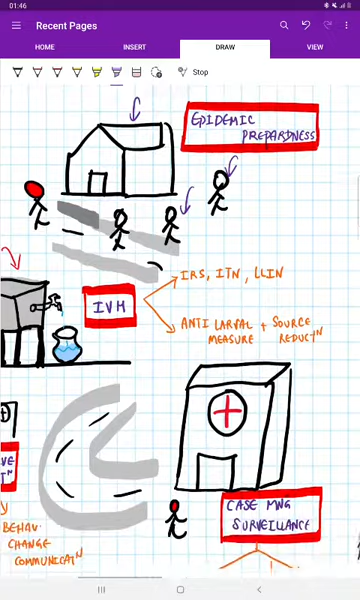 01:46
Recent Pages
HOME INSERT DRAW VIEW
Stop
EPIDEMIC
PREPARDNESS
IRS, ITN, LLIN
IVM
ANTI LARVAL + SOURCE
MEASURE REDUCTN
CASE MNG
SURVEILLANCE
BEHAV.
CHANGE
COMMUNICATN